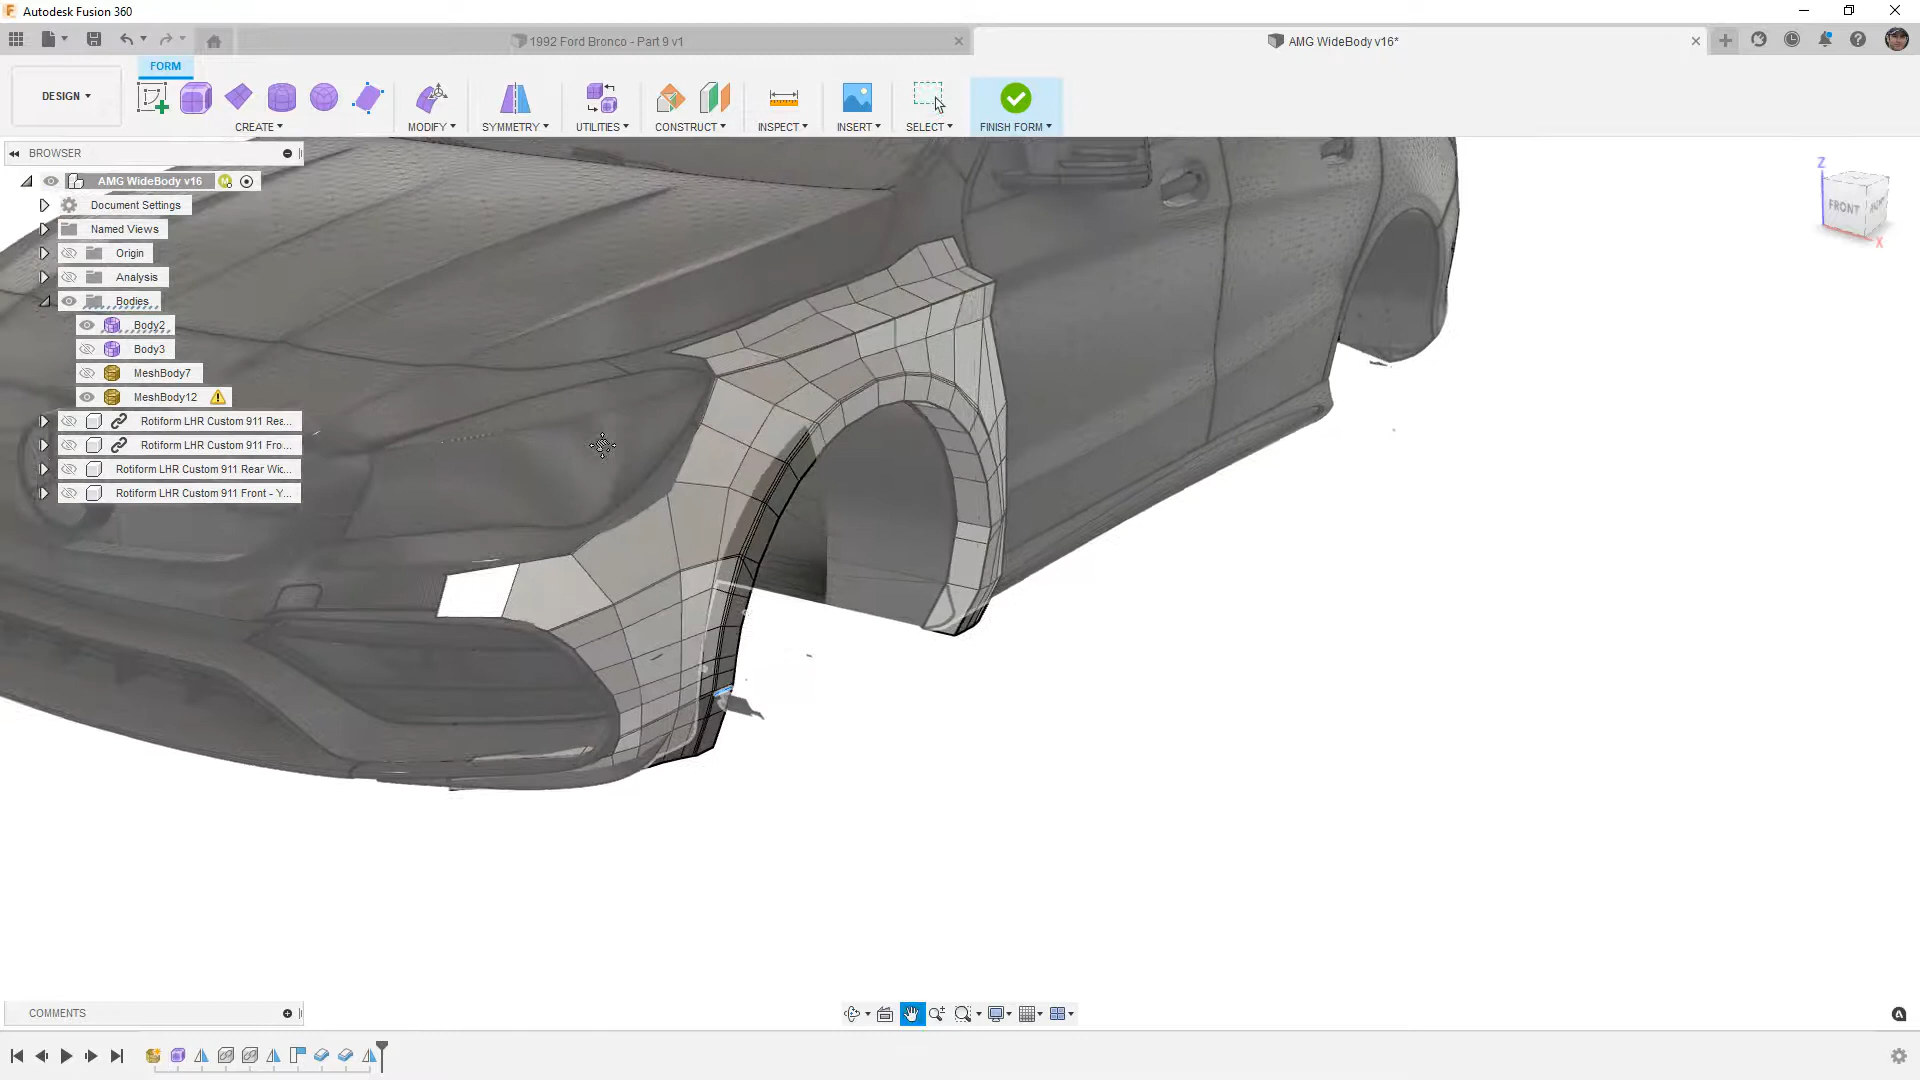 Autodesk Fusion 360
1992 Ford Bronco - Part 9 v1
AMG WideBody v16*
FORM
DESIGN
CREATE
MODIFY
SYMMETRY
UTILITIES
CONSTRUCT
INSPECT
INSERT
SELECT
FINISH FORM
BROWSER
AMG WideBody v16
Document Settings
Named Views
Origin
Analysis
Bodies
Body2
Body3
MeshBody7
MeshBody12
Rotiform LHR Custom 911 Rea...
Rotiform LHR Custom 911 Fro...
Rotiform LHR Custom 911 Rear Wic...
Rotiform LHR Custom 911 Front - Y...
Z
FRONT
X
COMMENTS